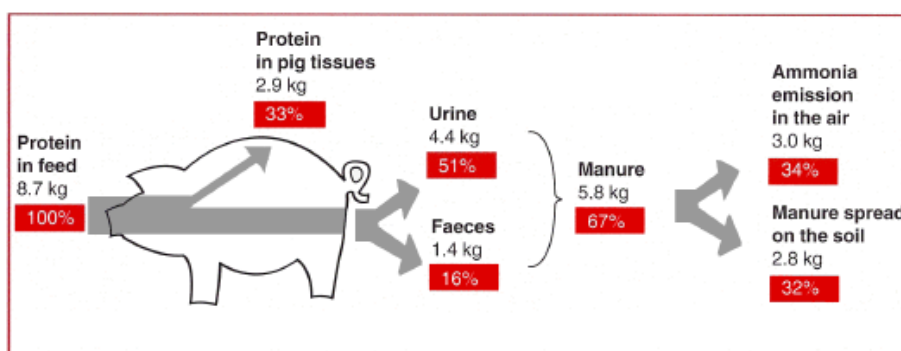 Protein
in feed
8.7 kg
100%
Protein
in pig tissues
2.9 kg
33%
Urine
4.4 kg
51%
Faeces
1.4 kg
16%
Manure
5.8 kg
67%
Ammonia
emission
in the air
3.0 kg
34%
Manure spread
on the soil
2.8 kg
32%